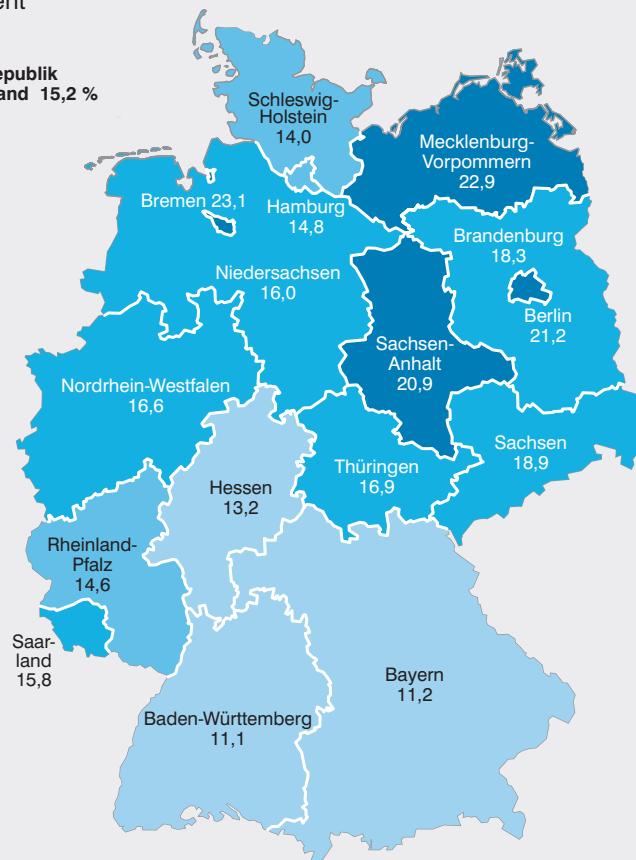 15,2 %
Schleswig-
Holstein
14,0
Mecklenburg-
Vorpommern
22,9
Bremen 23,1
Hamburg
14,8
Brandenburg
18,3
Niedersachsen
16,0
Berlin
21,2
Sachsen-
Anhalt
20,9
Nordrhein-Westfalen
16,6
Sachsen
18,9
Thüringen
16,9
Hessen
13,2
Rheinland-
Pfalz
14,6
Saar-
land
15,8
Bayern
11,2
Baden-Württemberg
11,1